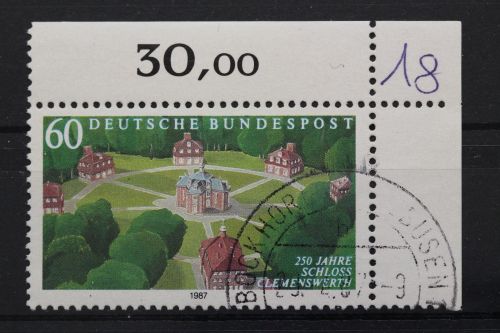 30,00
18
60 DEUTSCHE BUNDESPOST
250 JAHRE
SCHLOSS
CLEMENSWERTH
1987